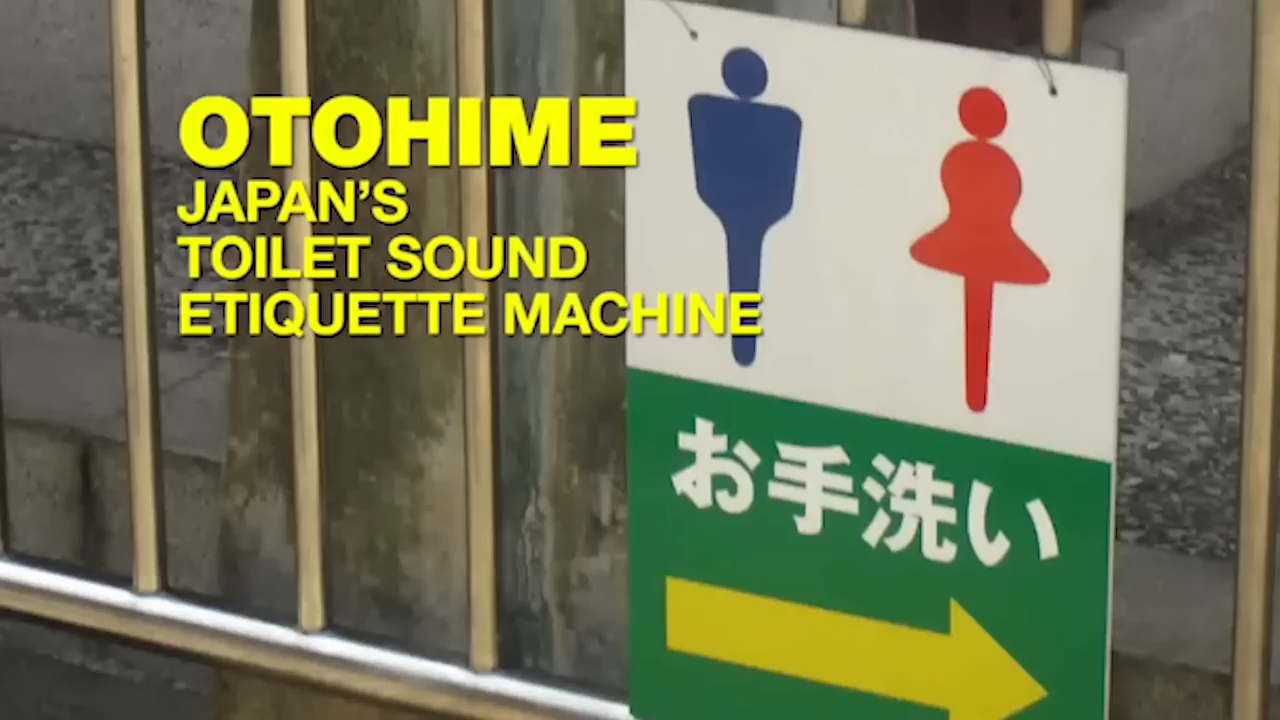 OTOHIME
JAPAN'S
TOILET SOUND
ETIQUETTE MACHINE
お手洗い